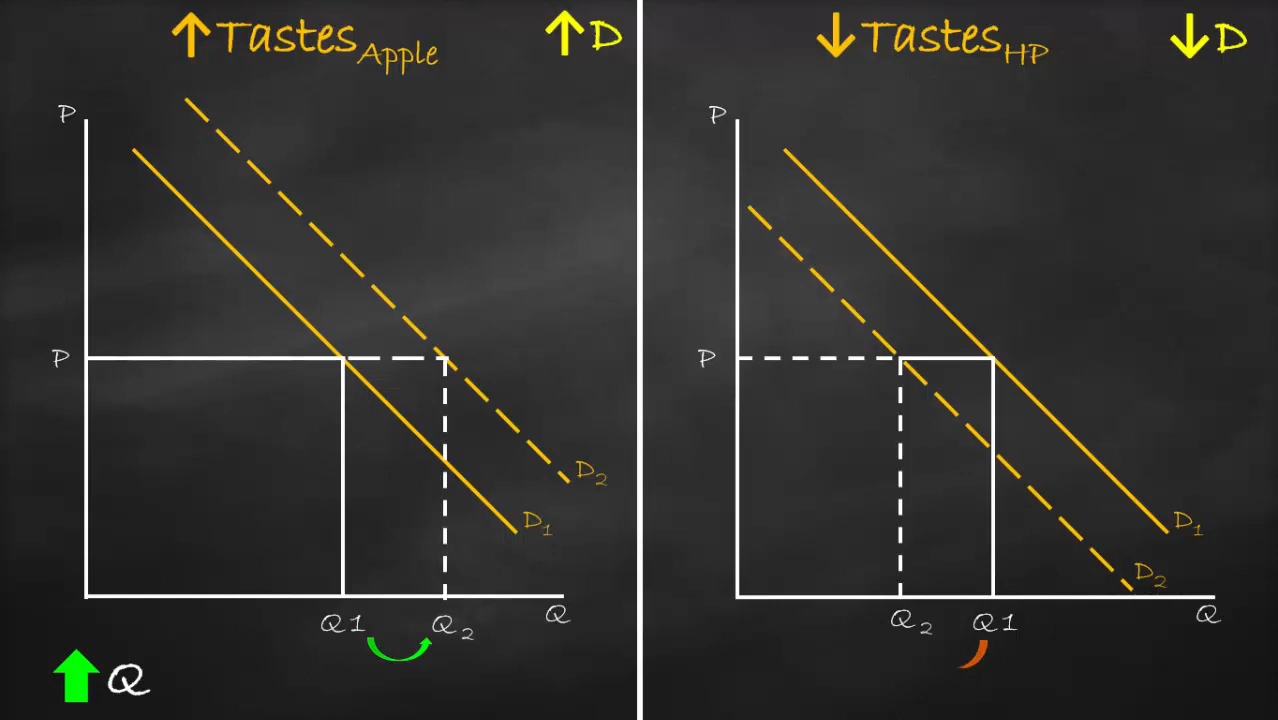 ↑Tastes Apple ↑D
P
P
D₂
D₁
Q1 Q₂ Q
↑ Q
↓Tastes HP ↓D
P
P
D₁
D₂
Q₂ Q1 Q